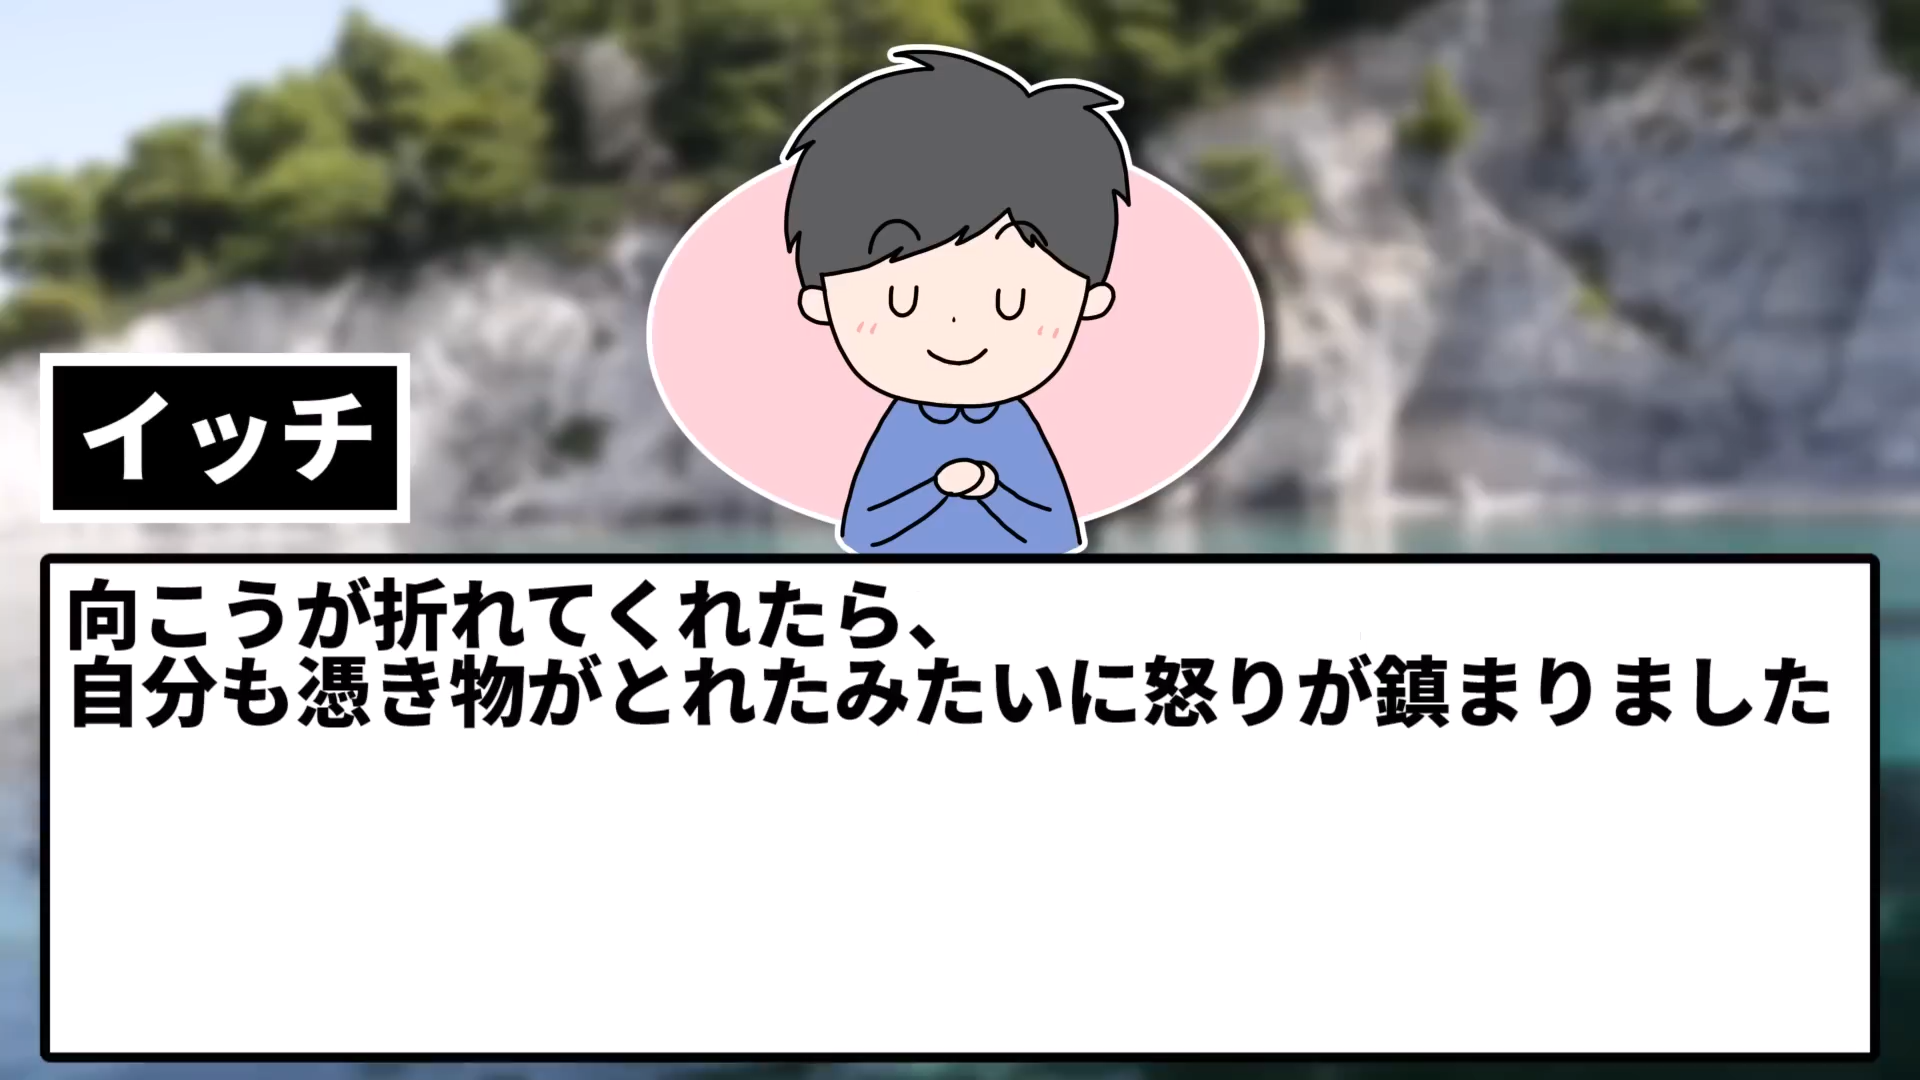 イッチ
向こうが折れてくれたら、
自分も憑き物がとれたみたいに怒りが鎮まりました